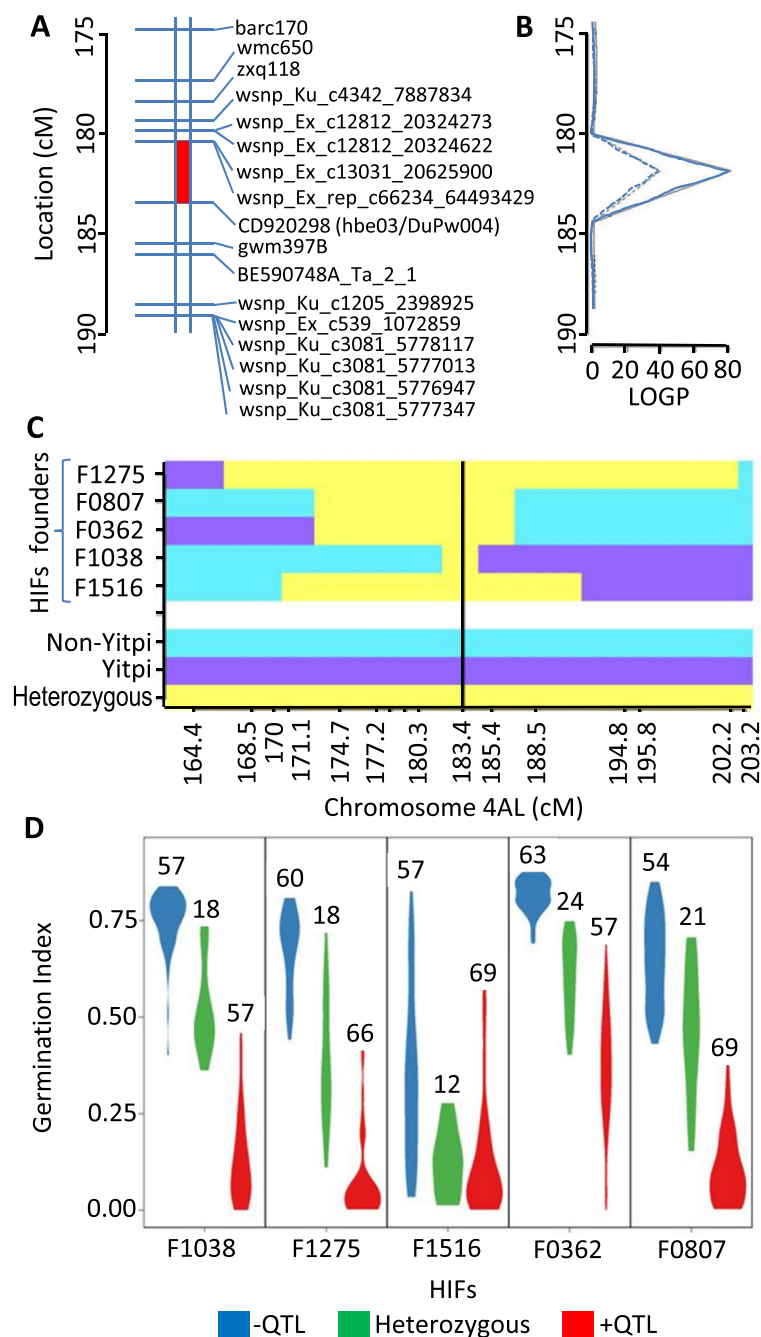 A
175
180
185
190
Location (cM)
barc170
wmc650
zxq118
wsnp_Ku_c4342_7887834
wsnp_Ex_c12812_20324273
wsnp_Ex_c12812_20324622
wsnp_Ex_c13031_20625900
wsnp_Ex_rep_c66234_64493429
CD920298 (hbe03/DuPw004)
gwm397B
BE590748A_Ta_2_1
wsnp_Ku_c1205_2398925
wsnp_Ex_c539_1072859
wsnp_Ku_c3081_5778117
wsnp_Ku_c3081_5777013
wsnp_Ku_c3081_5776947
wsnp_Ku_c3081_5777347
B
175
180
185
190
0 20 40 60 80
LOGP
C
HIFs founders
F1275
F0807
F0362
F1038
F1516
Non-Yitpi
Yitpi
Heterozygous
164.4 168.5 170 171.1 174.7 177.2 180.3 183.4 185.4 188.5 194.8 195.8 202.2 203.2
Chromosome 4AL (cM)
D
Germination Index
0.75
0.50
0.25
0.00
57 18 57
60 18 66
57 12 69
63 24 57
54 21 69
F1038 F1275 F1516 F0362 F0807
HIFs
-QTL Heterozygous +QTL